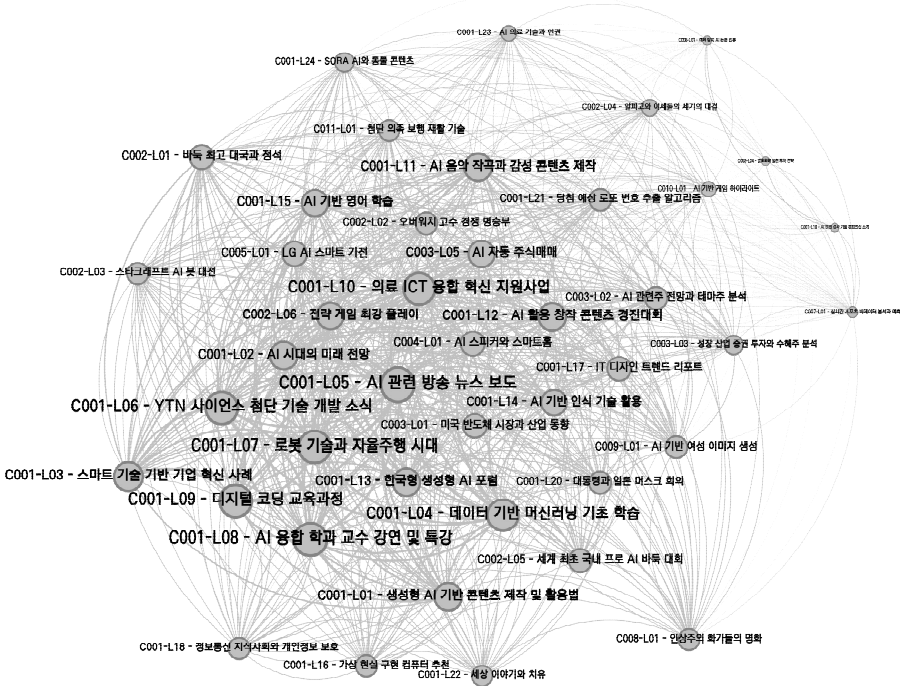 C001-L23 - AI 의료 기술과 연관
C001-L24 - SORA AI와 동물 콘텐츠
C002-L04 - 알파고와 이세돌의 세기의 대결
C011-L01 - 첨단 의족 보행 재활 기술
C002-L01 - 바둑 최고 대국과 정석
C001-L11 - AI 음악 작곡과 감성 콘텐츠 제작
C010-L01 - AI 기반 게임 하이라이트
C001-L15 - AI 기반 영어 학습
C001-L21 - 당첨 예상 로또 번호 추출 알고리즘
C002-L02 - 오버워치 고수 경쟁 명승부
C005-L01 - LG AI 스마트 가전
C003-L05 - AI 자동 주식매매
C002-L03 - 스타크래프트 AI 봇 대전
C001-L10 - 의료 ICT 융합 혁신 지원사업
C003-L02 - AI 관련주 전망과 테마주 분석
C002-L06 - 전략 게임 최강 플레이
C001-L12 - AI 활용 창작 콘텐츠 경진대회
C004-L01 - AI 스피커와 스마트홈
C003-L03 - 성장 산업 증권 투자와 수혜주 분석
C001-L02 - AI 시대의 미래 전망
C001-L17 - IT 디자인 트렌드 리포트
C001-L05 - AI 관련 방송 뉴스 보도
C001-L06 - YTN 사이언스 첨단 기술 개발 소식
C001-L14 - AI 기반 인식 기술 활용
C003-L01 - 미국 반도체 시장과 산업 동향
C001-L07 - 로봇 기술과 자율주행 시대
C009-L01 - AI 기반 여성 이미지 생성
C001-L03 - 스마트 기술 기반 기업 혁신 사례
C001-L13 - 한국형 생성형 AI 포럼
C001-L20 - 대통령과 일론 머스크 회의
C001-L09 - 디지털 코딩 교육과정
C001-L04 - 데이터 기반 머신러닝 기초 학습
C001-L08 - AI 융합 학과 교수 강연 및 특강
C002-L05 - 세계 최초 국내 프로 AI 바둑 대회
C001-L01 - 생성형 AI 기반 콘텐츠 제작 및 활용법
C008-L01 - 인상주의 화가들의 명화
C001-L18 - 정보통신 지식사회와 개인정보 보호
C001-L16 - 가상 현실 구현 컴퓨터 추천
C001-L22 - 세상 이야기와 치유